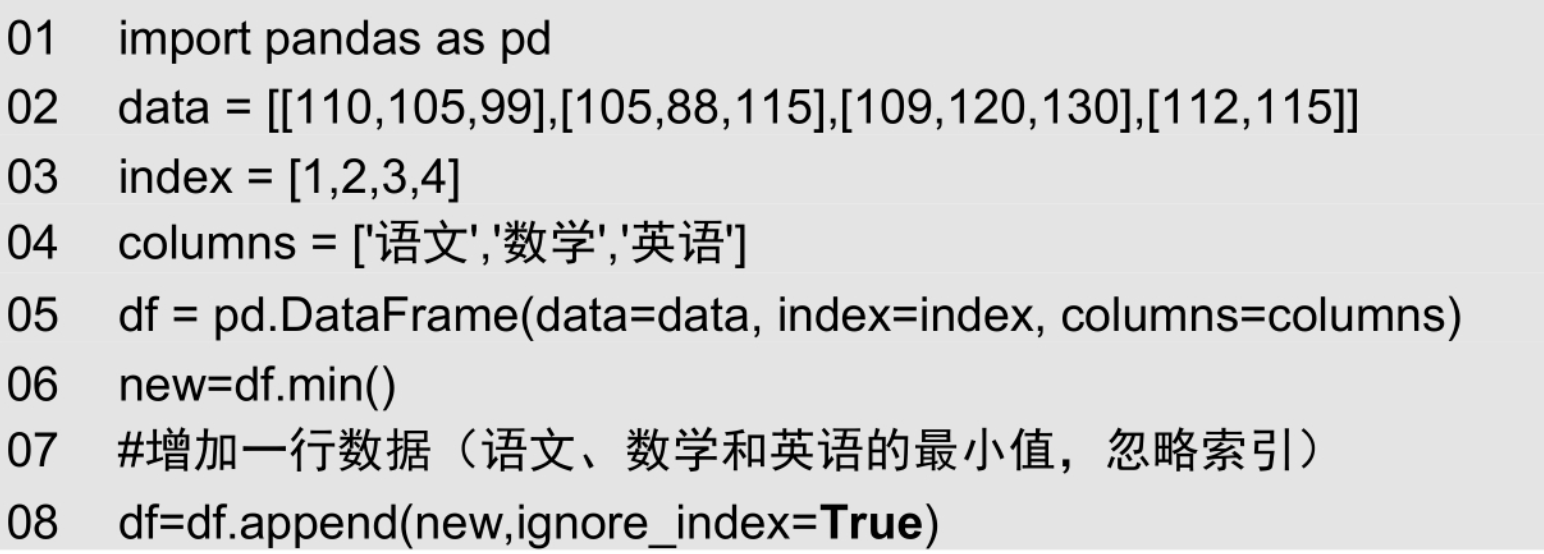 01 import pandas as pd
02 data = [[110,105,99],[105,88,115],[109,120,130],[112,115]]
03 index = [1,2,3,4]
04 columns = ['语文','数学','英语']
05 df = pd.DataFrame(data=data, index=index, columns=columns)
06 new=df.min()
07 #增加一行数据（语文、数学和英语的最小值，忽略索引）
08 df=df.append(new,ignore_index=True)